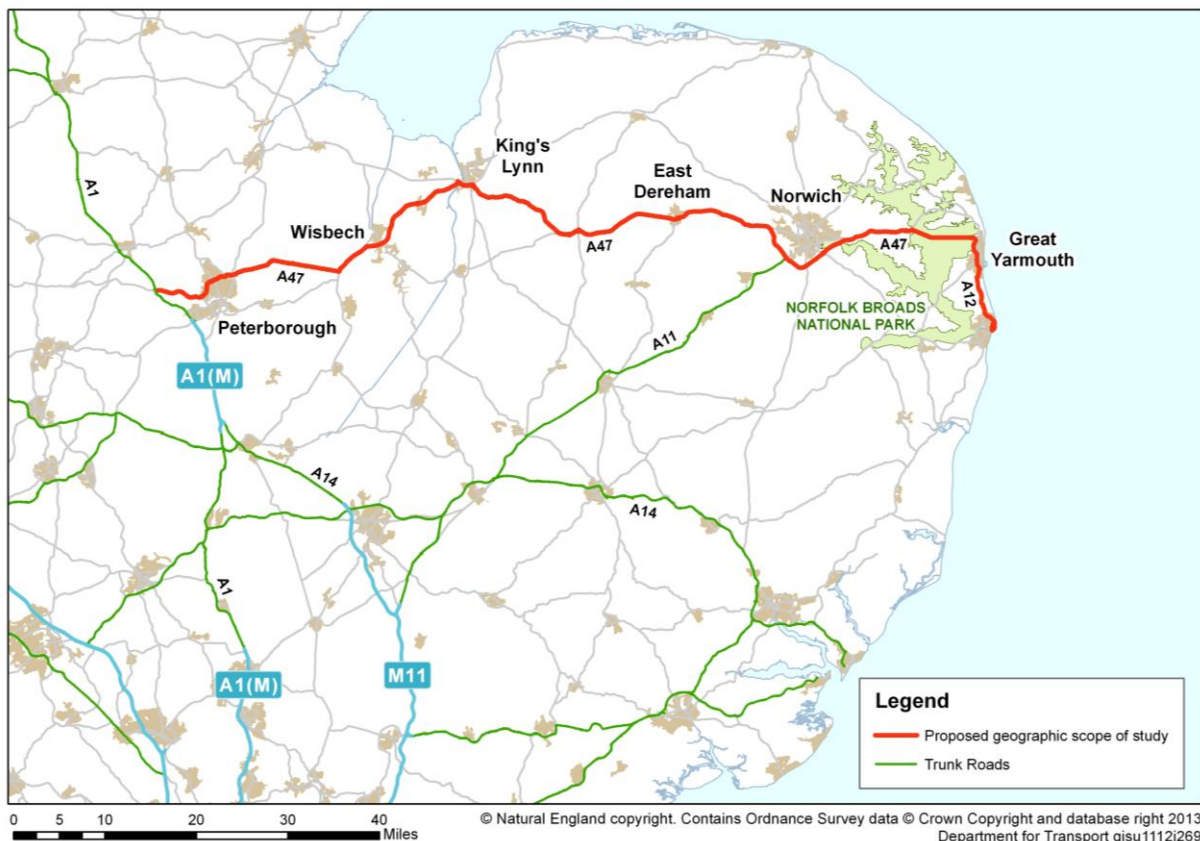 King's
Lynn
East
Dereham
Norwich
A1
Wisbech
A47
A47
Great
Yarmouth
A47
A12
Peterborough
NORFOLK BROADS
NATIONAL PARK
A11
A1(M)
A14
A14
A1
A1(M)
M11
Legend
Proposed geographic scope of study
Trunk Roads
0 5 10 20 30 40
Miles
© Natural England copyright. Contains Ordnance Survey data © Crown Copyright and database right 2013
Department for Transport gisu1112j269